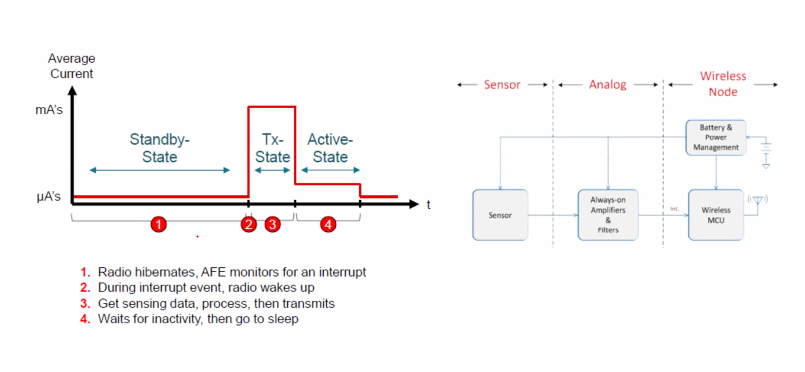 Average
Current
mA's
Standby-
State
Tx-
State
Active-
State
µA's
t
1
2
3
4
1. Radio hibernates, AFE monitors for an interrupt
2. During interrupt event, radio wakes up
3. Get sensing data, process, then transmits
4. Waits for inactivity, then go to sleep
Sensor
Analog
Wireless
Node
Battery &
Power
Management
Sensor
Always-on
Amplifiers
&
Filters
Int.
Wireless
MCU